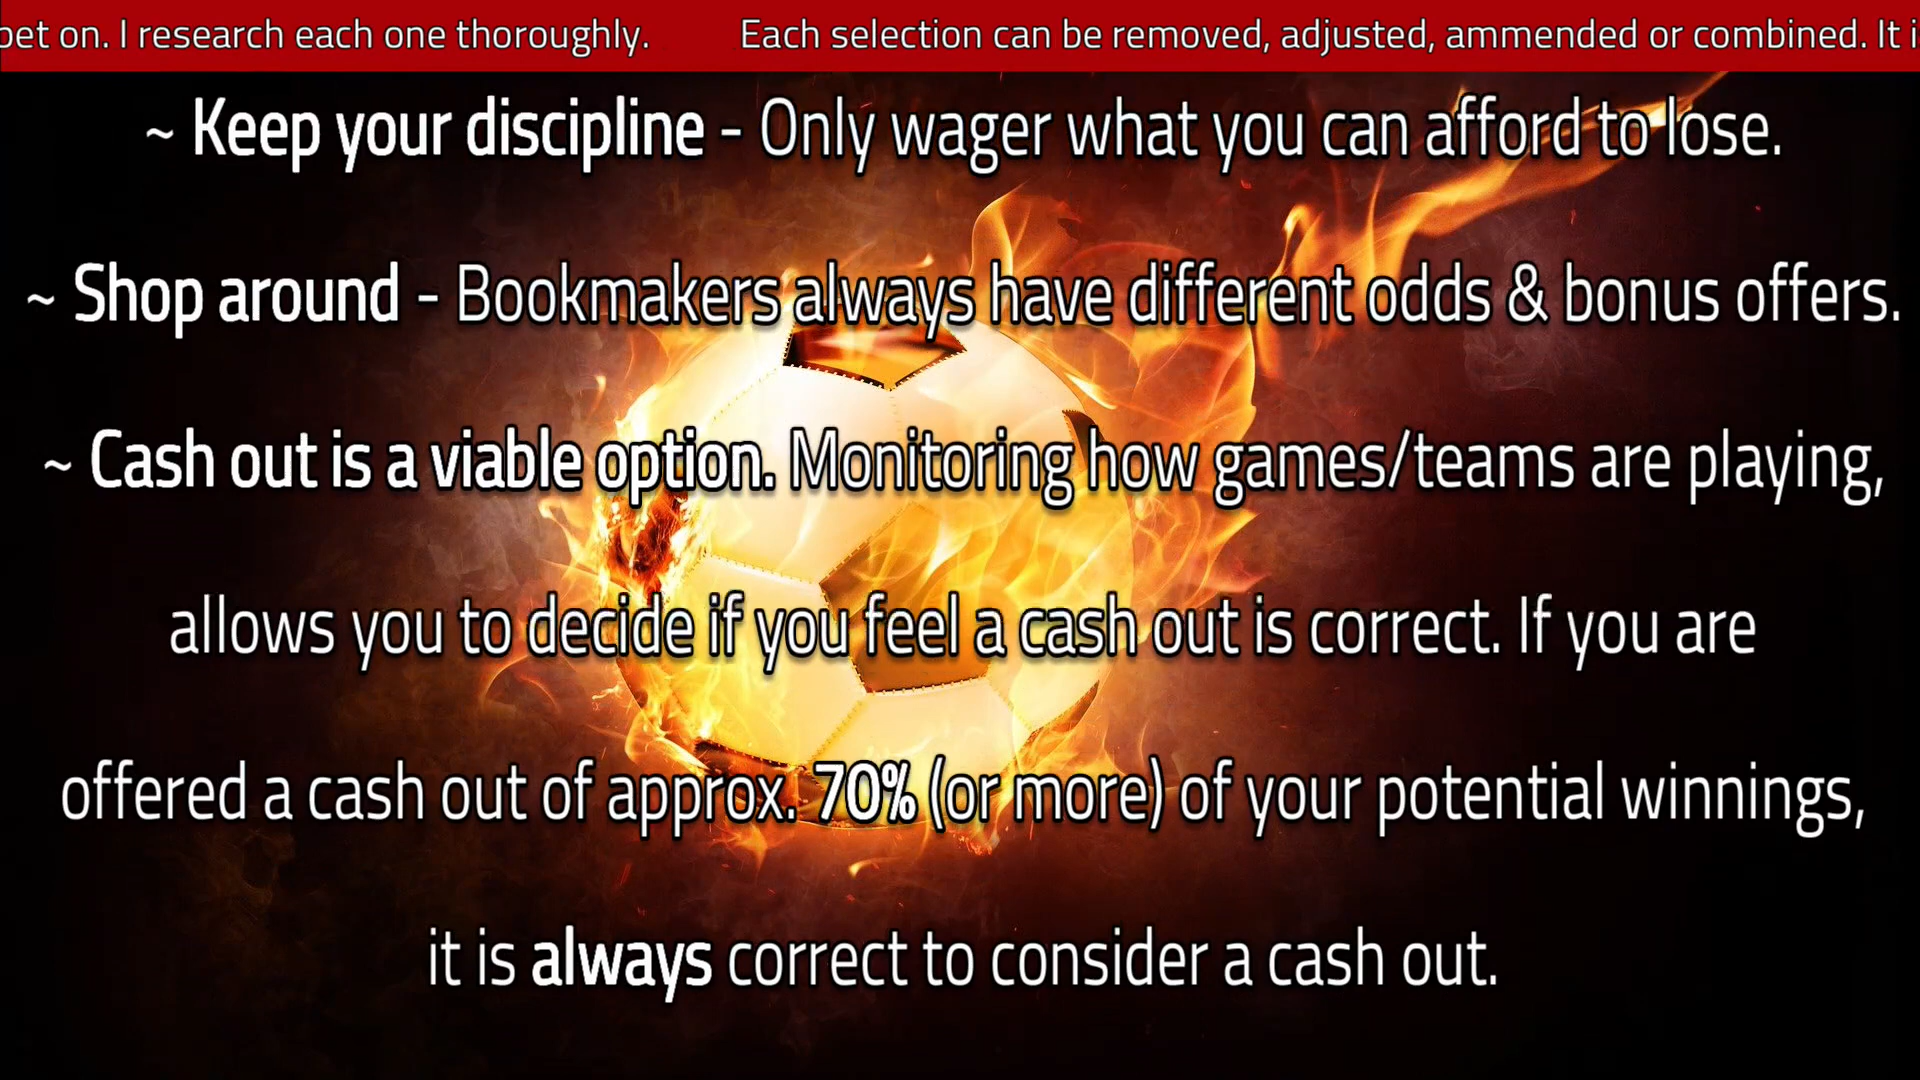 bet on. I research each one thoroughly. Each selection can be removed, adjusted, ammended or combined. It
~ Keep your discipline - Only wager what you can afford to lose.
~ Shop around - Bookmakers always have different odds & bonus offers.
~ Cash out is a viable option. Monitoring how games/teams are playing,
allows you to decide if you feel a cash out is correct. If you are
offered a cash out of approx. 70% (or more) of your potential winnings,
it is always correct to consider a cash out.